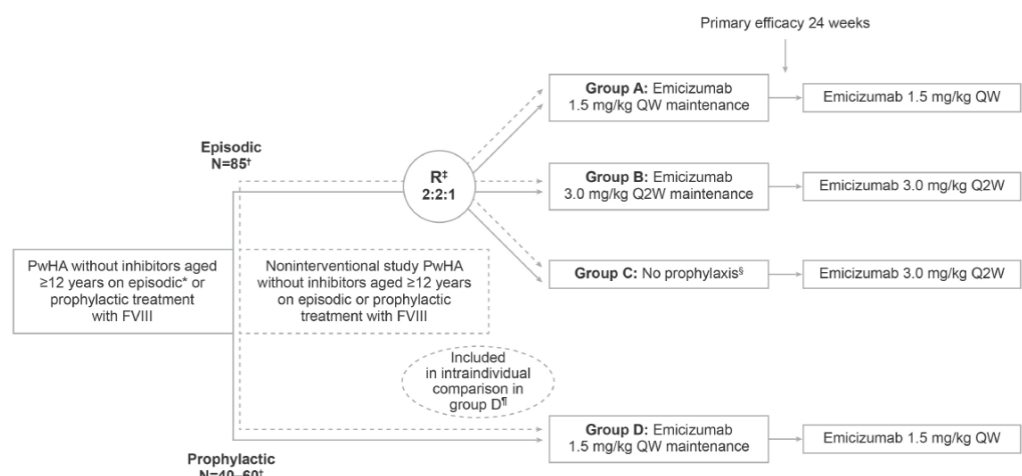 Primary efficacy 24 weeks
Group A: Emicizumab
1.5 mg/kg QW maintenance
Emicizumab 1.5 mg/kg QW
Episodic
N=85†
R‡
2:2:1
Group B: Emicizumab
3.0 mg/kg Q2W maintenance
Emicizumab 3.0 mg/kg Q2W
PwHA without inhibitors aged
≥12 years on episodic* or
prophylactic treatment
with FVIII
Noninterventional study PwHA
without inhibitors aged ≥12 years
on episodic or prophylactic
treatment with FVIII
Group C: No prophylaxis§
Emicizumab 3.0 mg/kg Q2W
Included
in intraindividual
comparison in
group D¶
Group D: Emicizumab
1.5 mg/kg QW maintenance
Emicizumab 1.5 mg/kg QW
Prophylactic
N=40–60†